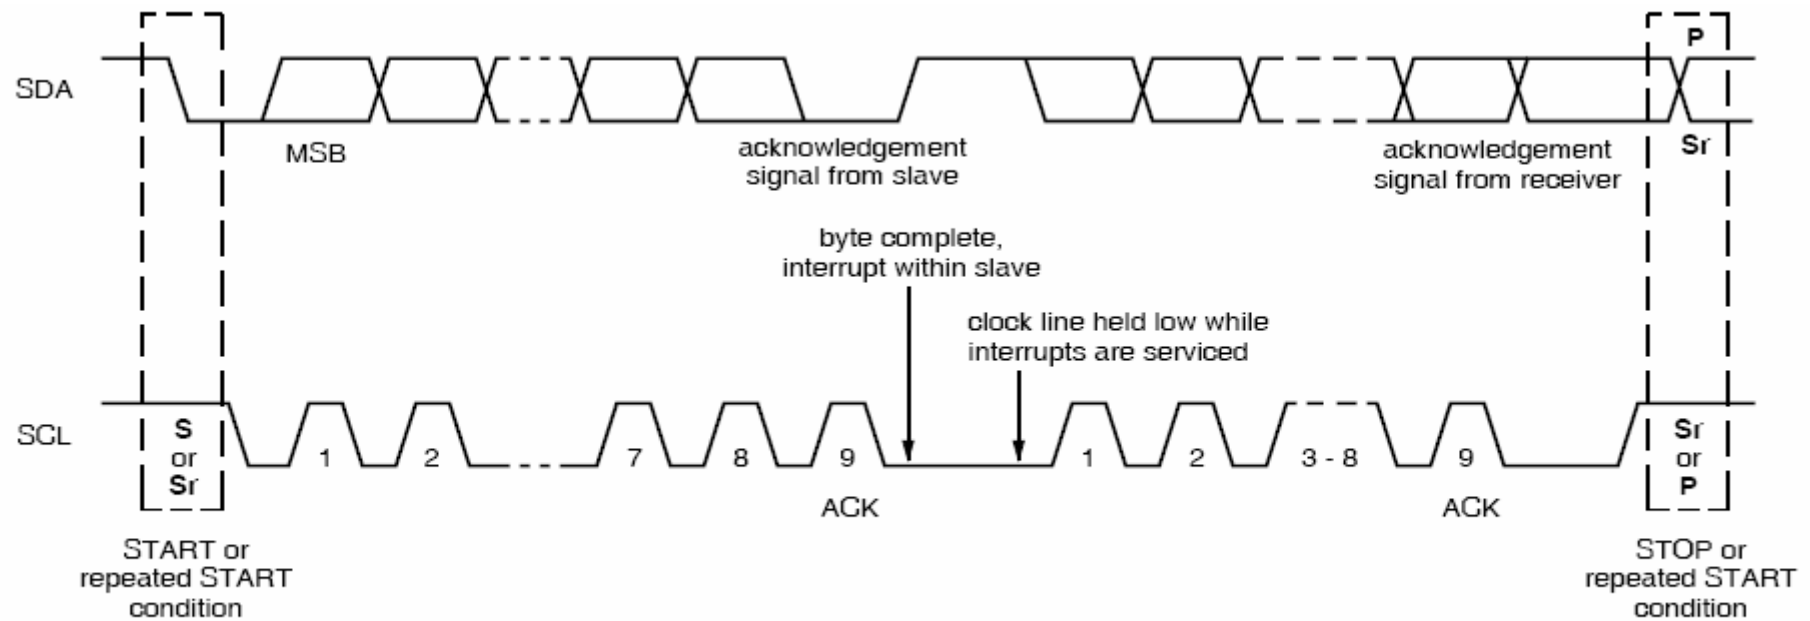 P
SDA
MSB
acknowledgement
signal from slave
acknowledgement
signal from receiver
Sr
byte complete,
interrupt within slave
clock line held low while
interrupts are serviced
SCL
S
or
Sr
1
2
7
8
9
1
2
3 - 8
9
Sr
or
P
ACK
ACK
START or
repeated START
condition
STOP or
repeated START
condition